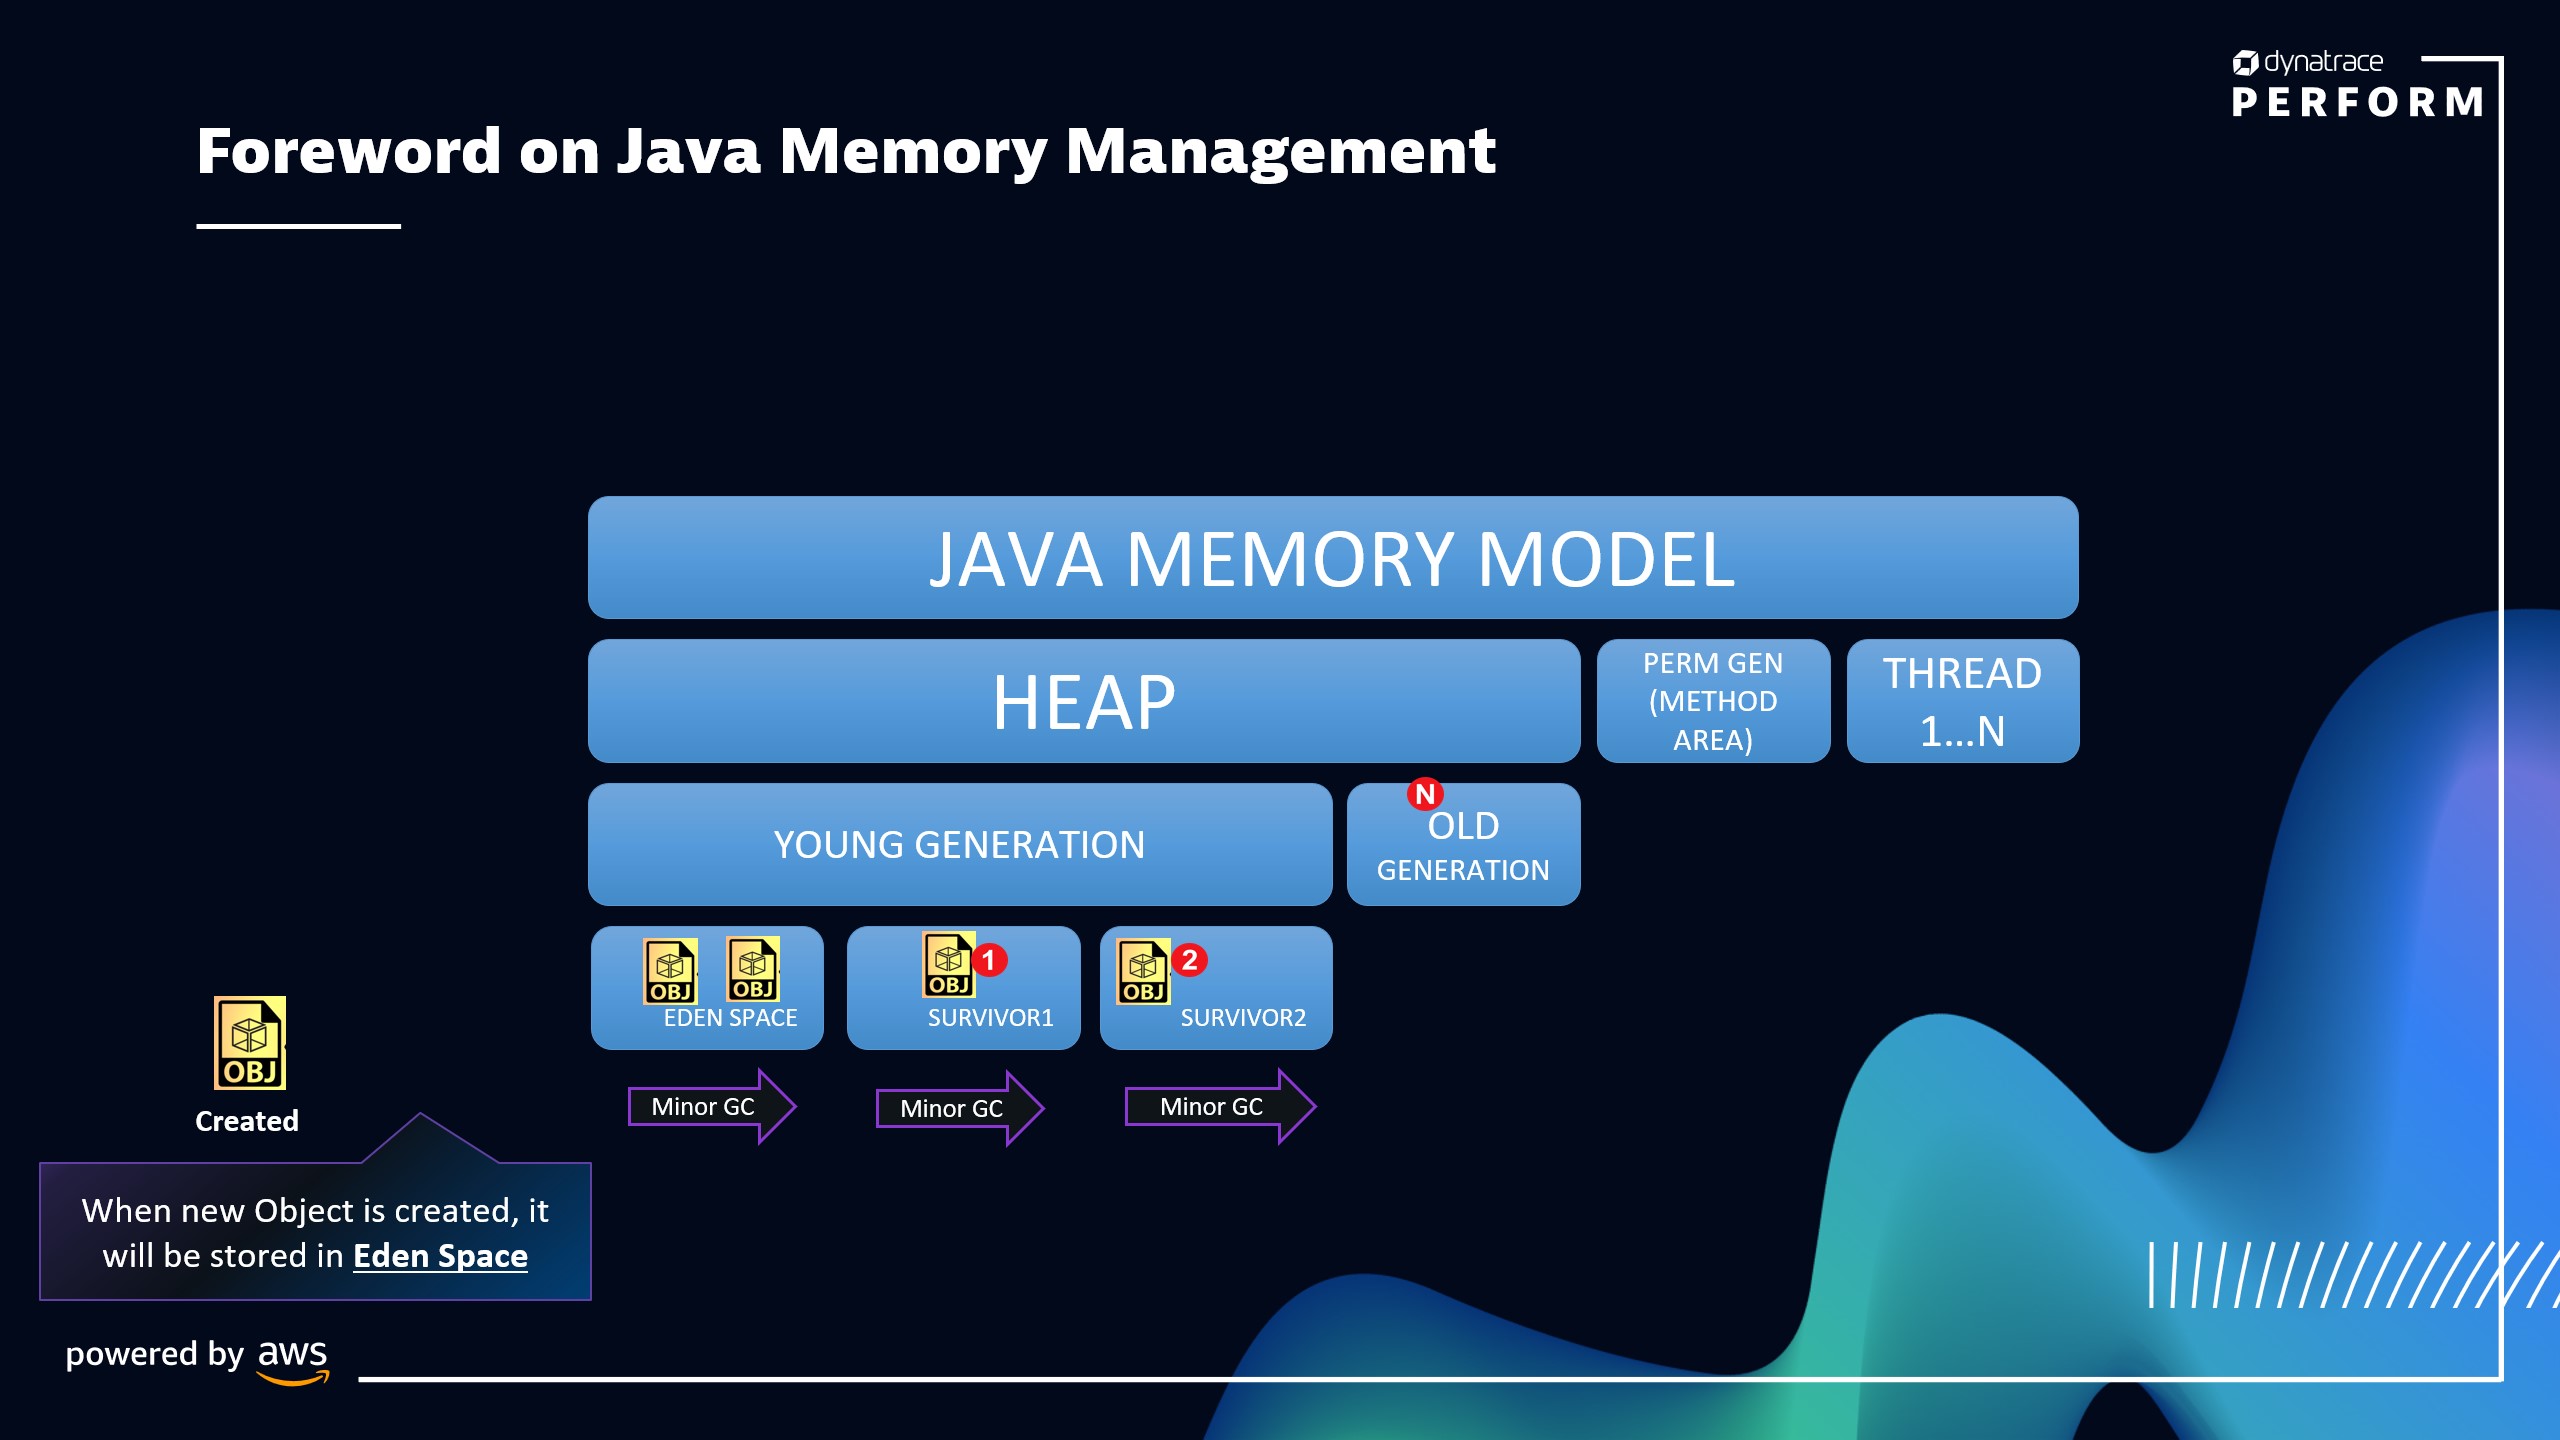 dynatrace
PERFORM
Foreword on Java Memory Management
JAVA MEMORY MODEL
HEAP
PERM GEN
(METHOD
AREA)
THREAD
1...N
YOUNG GENERATION
N
OLD
GENERATION
OBJ
OBJ
EDEN SPACE
OBJ
1
SURVIVOR1
OBJ
2
SURVIVOR2
OBJ
Created
Minor GC
Minor GC
Minor GC
When new Object is created, it
will be stored in Eden Space
powered by aws